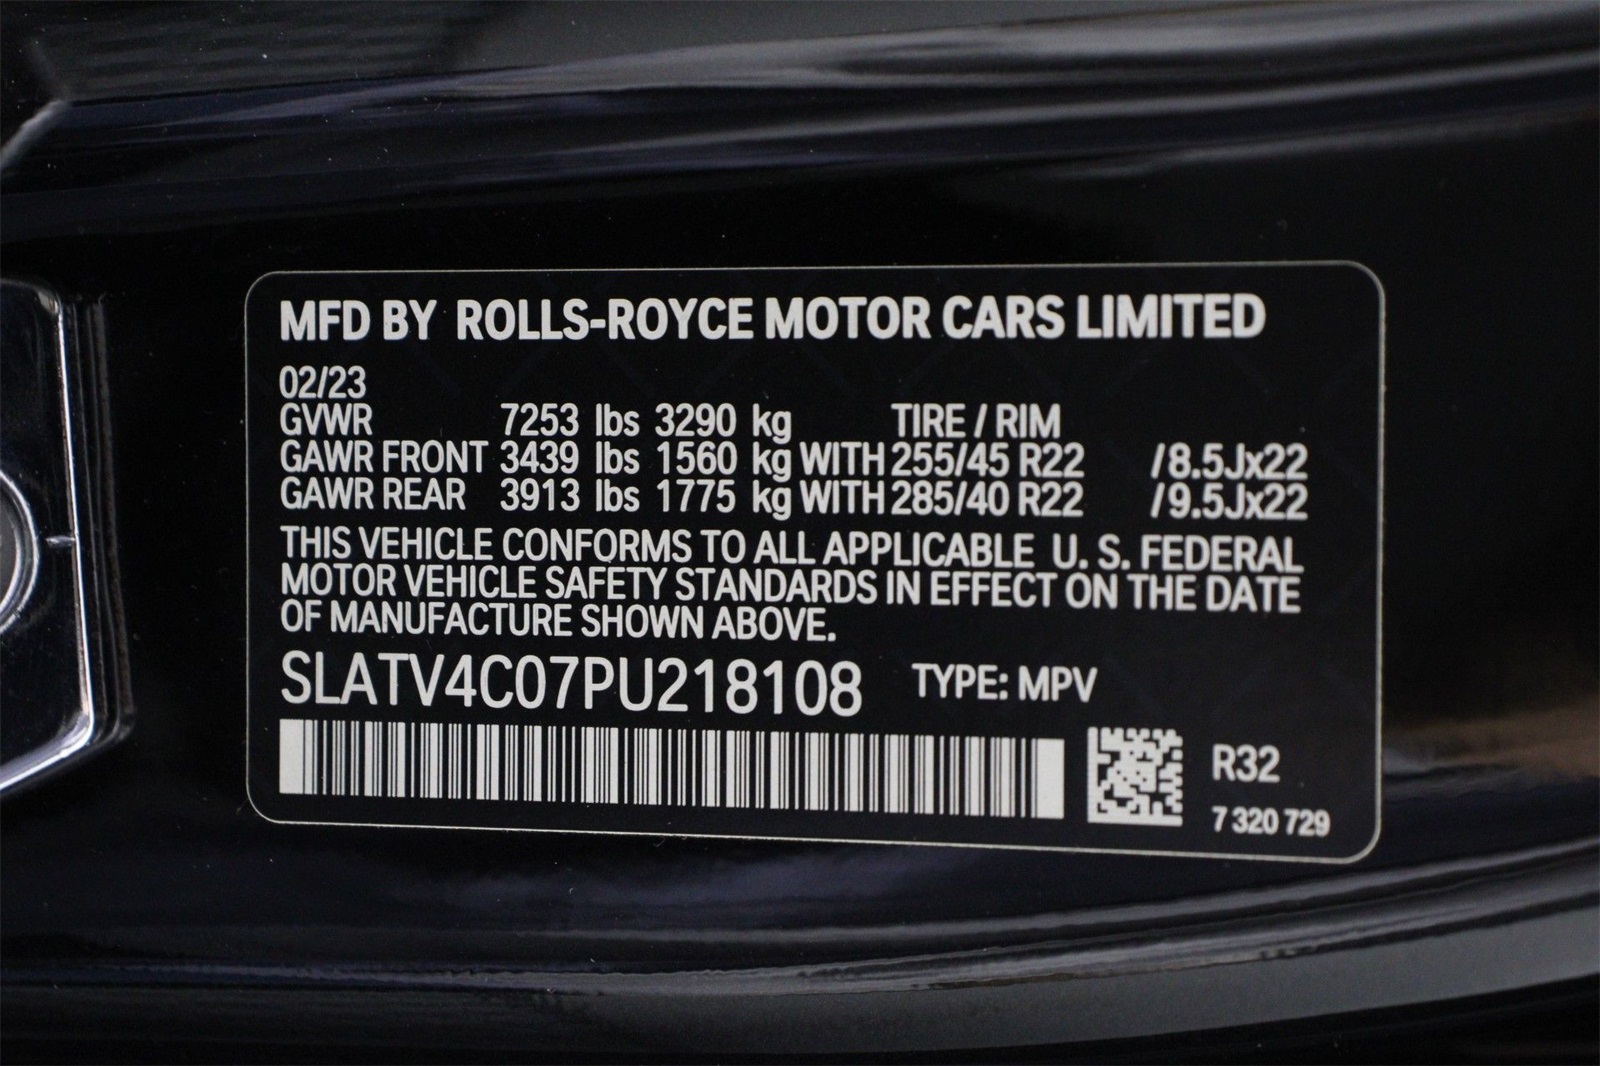 MFD BY ROLLS-ROYCE MOTOR CARS LIMITED
02/23
GVWR 7253 lbs 3290 kg TIRE / RIM
GAWR FRONT 3439 lbs 1560 kg WITH 255/45 R22 /8.5Jx22
GAWR REAR 3913 lbs 1775 kg WITH 285/40 R22 /9.5Jx22
THIS VEHICLE CONFORMS TO ALL APPLICABLE U. S. FEDERAL
MOTOR VEHICLE SAFETY STANDARDS IN EFFECT ON THE DATE
OF MANUFACTURE SHOWN ABOVE.
SLATV4C07PU218108 TYPE: MPV
R32
7 320 729